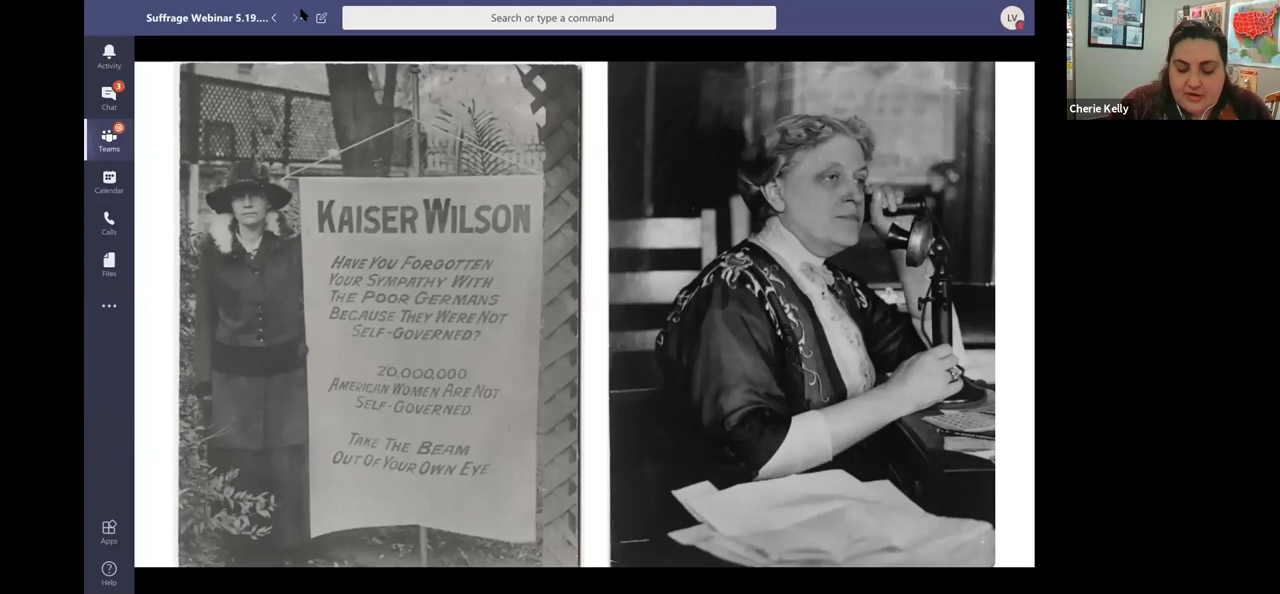 Suffrage Webinar 5.19....
Search or type a command
LV
Activity
Chat
3
Teams
Calendar
Calls
Files
Apps
Help
KAISER WILSON
HAVE YOU FORGOTTEN
YOUR SYMPATHY WITH
THE POOR GERMANS
BECAUSE THEY WERE NOT
SELF-GOVERNED?
20,000,000
AMERICAN WOMEN ARE NOT
SELF-GOVERNED.
TAKE THE BEAM
OUT OF YOUR OWN EYE.
Cherie Kelly